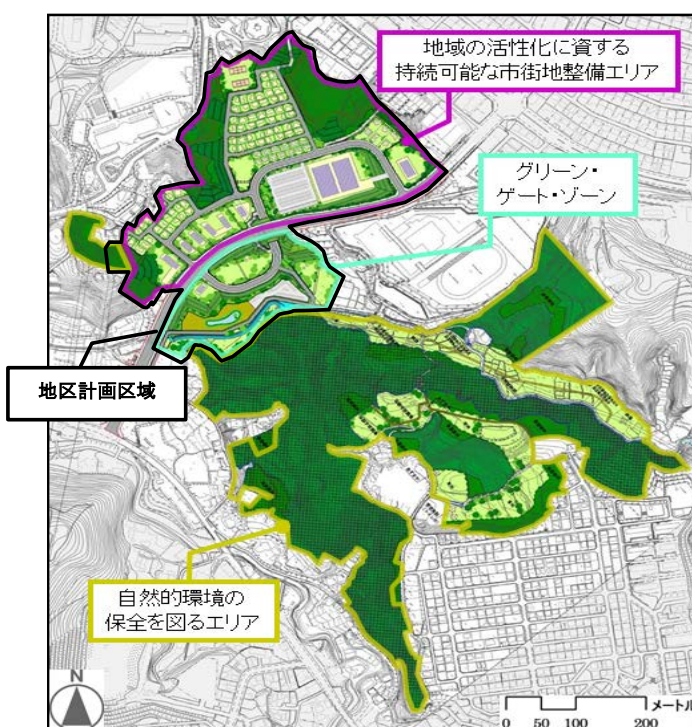 地域の活性化に資する
持続可能な市街地整備エリア
グリーン・
ゲート・ゾーン
地区計画区域
自然的環境の
保全を図るエリア
N
メートル
0 50 100 200